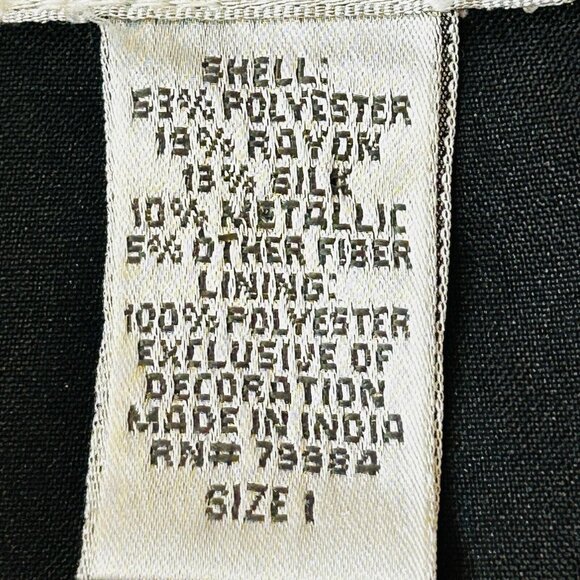 SHELL:
53% POLYESTER
19% RAYON
13% SILK
10% METALLIC
5% OTHER FIBER
LINING:
100% POLYESTER
EXCLUSIVE OF
DECORATION
MADE IN INDIA
RN# 79984
SIZE 1